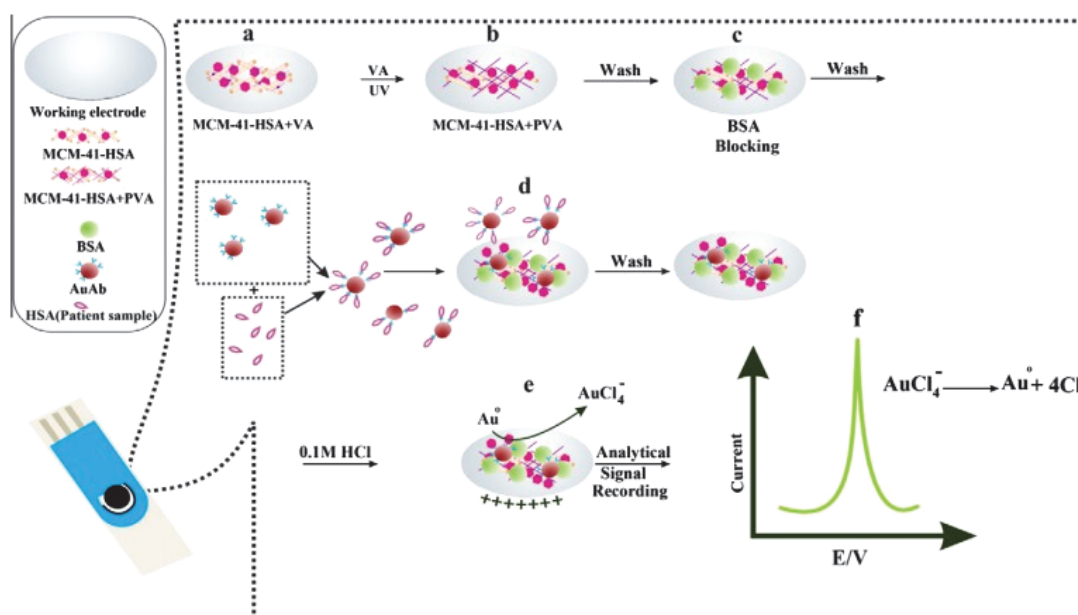 Working electrode
MCM-41-HSA
MCM-41-HSA+PVA
BSA
AuAb
HSA(Patient sample)
a
MCM-41-HSA+VA
VA
UV
b
MCM-41-HSA+PVA
Wash
c
BSA
Blocking
Wash
+
d
Wash
0.1M HCl
e
Au°
AuCl₄⁻
+++++++
Analytical
Signal
Recording
f
Current
E/V
AuCl₄⁻ → Au°+ 4Cl